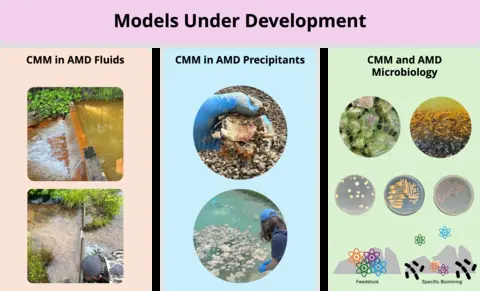 Models Under Development
CMM in AMD Fluids
CMM in AMD Precipitants
CMM and AMD
Microbiology
Feedstock
Specific Biomining